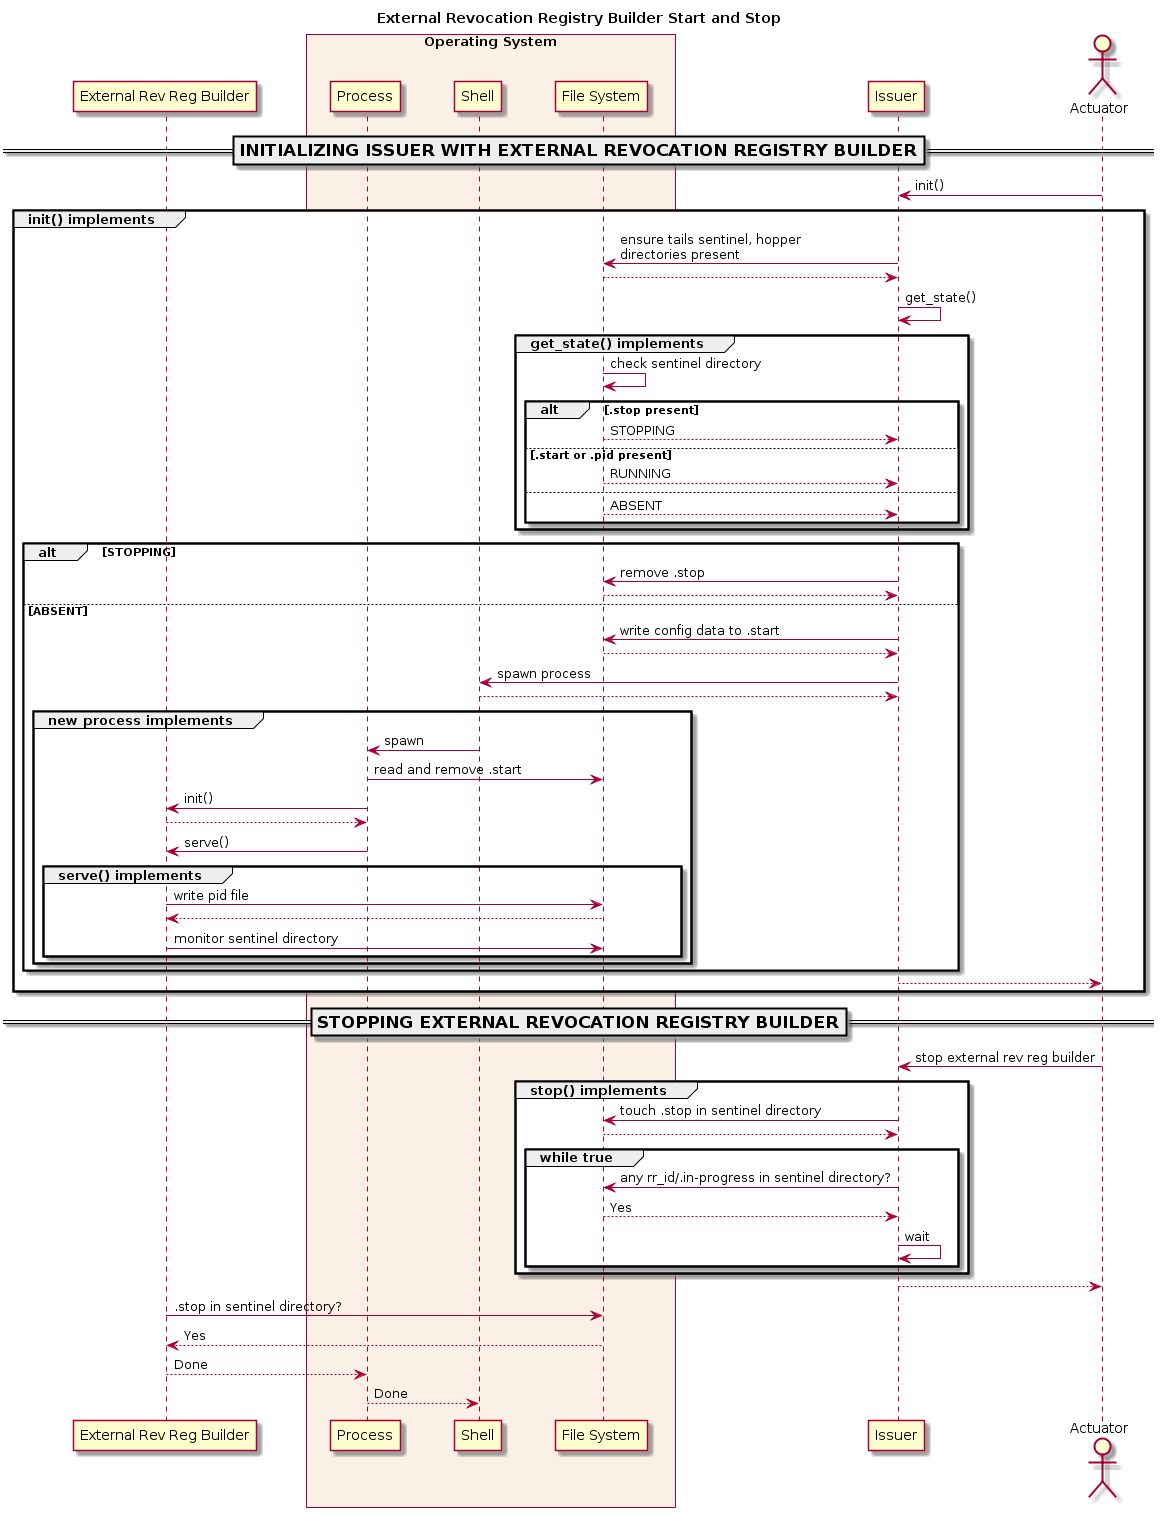 External Revocation Registry Builder Start and Stop
Operating System
External Rev Reg Builder
Process
Shell
File System
Issuer
Actuator
INITIALIZING ISSUER WITH EXTERNAL REVOCATION REGISTRY BUILDER
init()
init() implements
ensure tails sentinel, hopper
directories present
get_state()
get_state() implements
check sentinel directory
alt
[.stop present]
STOPPING
[.start or .pid present]
RUNNING
ABSENT
alt
[STOPPING]
remove .stop
[ABSENT]
write config data to .start
spawn process
new process implements
spawn
read and remove .start
init()
serve()
serve() implements
write pid file
monitor sentinel directory
STOPPING EXTERNAL REVOCATION REGISTRY BUILDER
stop external rev reg builder
stop() implements
touch .stop in sentinel directory
while true
any rr_id/.in-progress in sentinel directory?
Yes
wait
.stop in sentinel directory?
Yes
Done
Done
External Rev Reg Builder
Process
Shell
File System
Issuer
Actuator